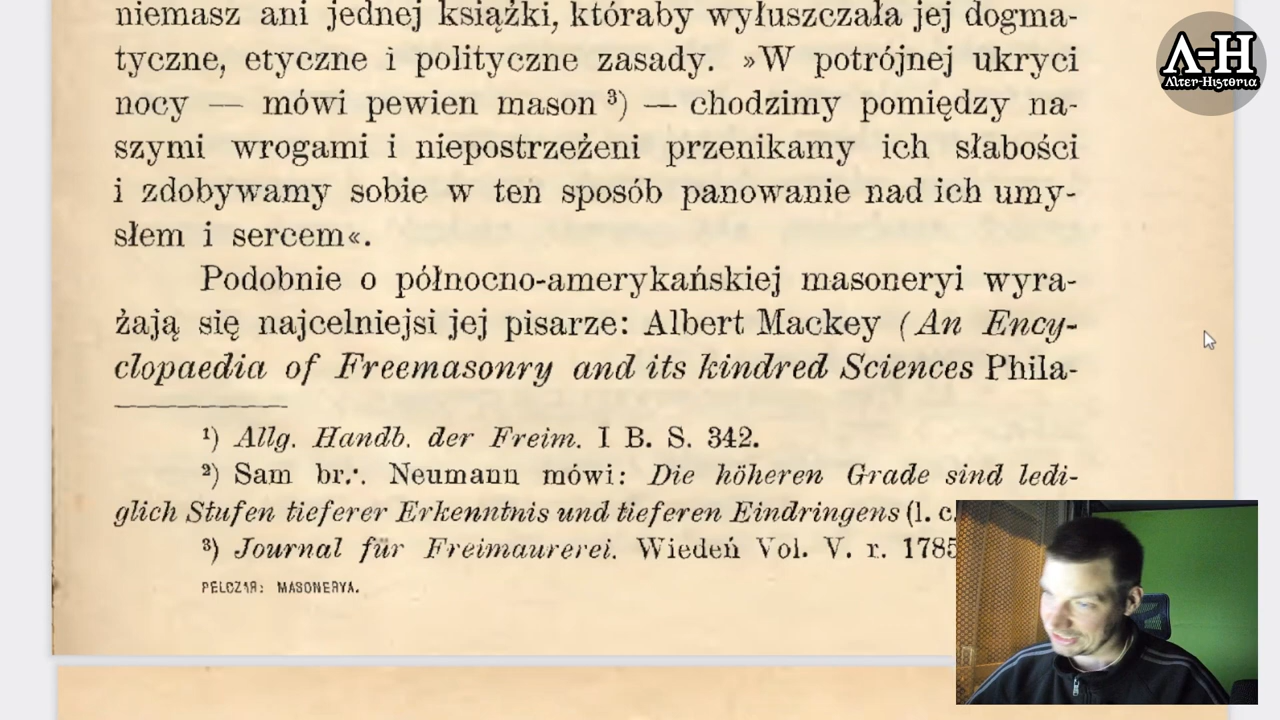 niemasz ani jednej książki, któraby wyłuszczała jej dogma-
tyczne, etyczne i polityczne zasady. »W potrójnej ukryci
nocy — mówi pewien mason ³) — chodzimy pomiędzy na-
szymi wrogami i niepostrzeżeni przenikamy ich słabości
i zdobywamy sobie w ten sposób panowanie nad ich umy-
słem i sercem«.
Podobnie o północno-amerykańskiej masoneryi wyra-
żają się najcelniejsi jej pisarze: Albert Mackey (An Ency-
clopaedia of Freemasonry and its kindred Sciences Phila-
¹) Allg. Handb. der Freim. I B. S. 342.
²) Sam br.·. Neumann mówi: Die höheren Grade sind ledi-
glich Stufen tieferer Erkenntnis und tieferen Eindringens (l. c.
³) Journal für Freimaurerei. Wiedeń Vol. V. r. 1785
PELCZAR: MASONERYA.
A-H
Alter-Historia